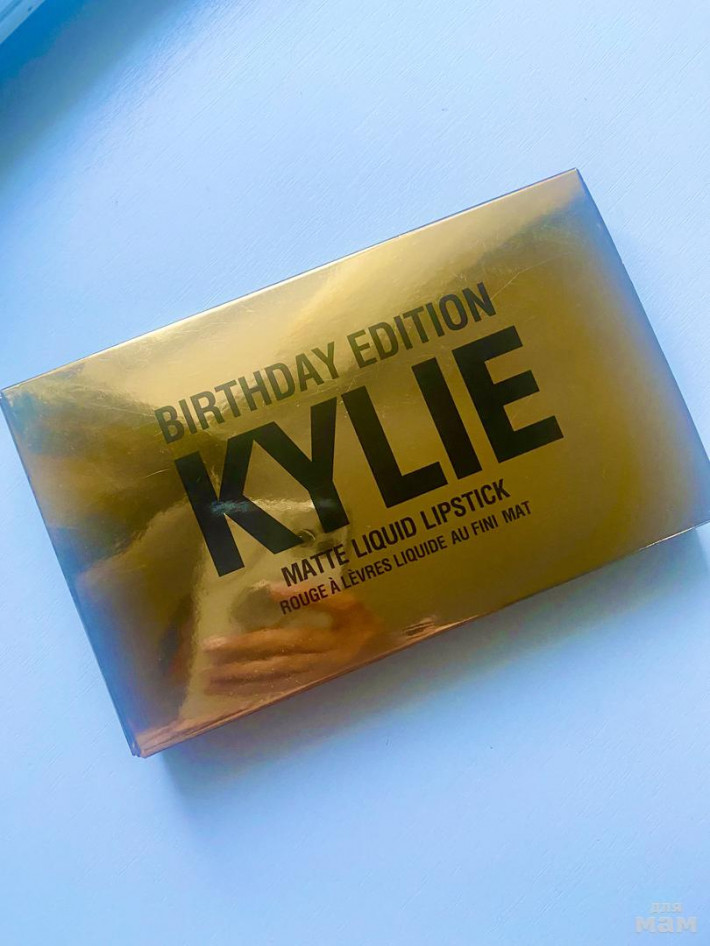 BIRTHDAY EDITION
KYLIE
MATTE LIQUID LIPSTICK
ROUGE À LÈVRES LIQUIDE AU FINI MAT
для
мам